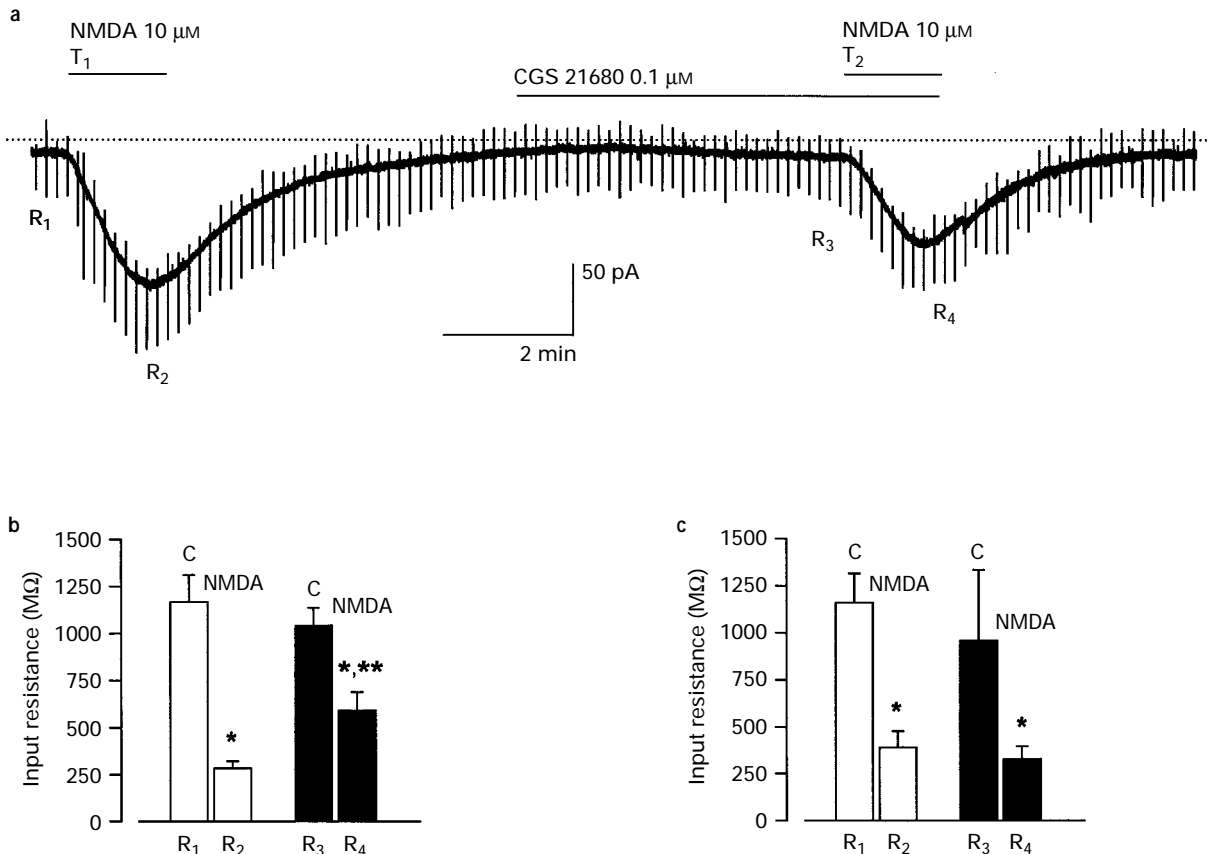 a
NMDA 10 µM
T1
NMDA 10 µM
T2
CGS 21680 0.1 µM
R1
R2
R3
R4
50 pA
2 min
b
Input resistance (MΩ)
1500
1250
1000
750
500
250
0
C
NMDA
C
NMDA
*
*,**
R1 R2 R3 R4
c
Input resistance (MΩ)
1500
1250
1000
750
500
250
0
C
NMDA
C
NMDA
*
*
R1 R2 R3 R4